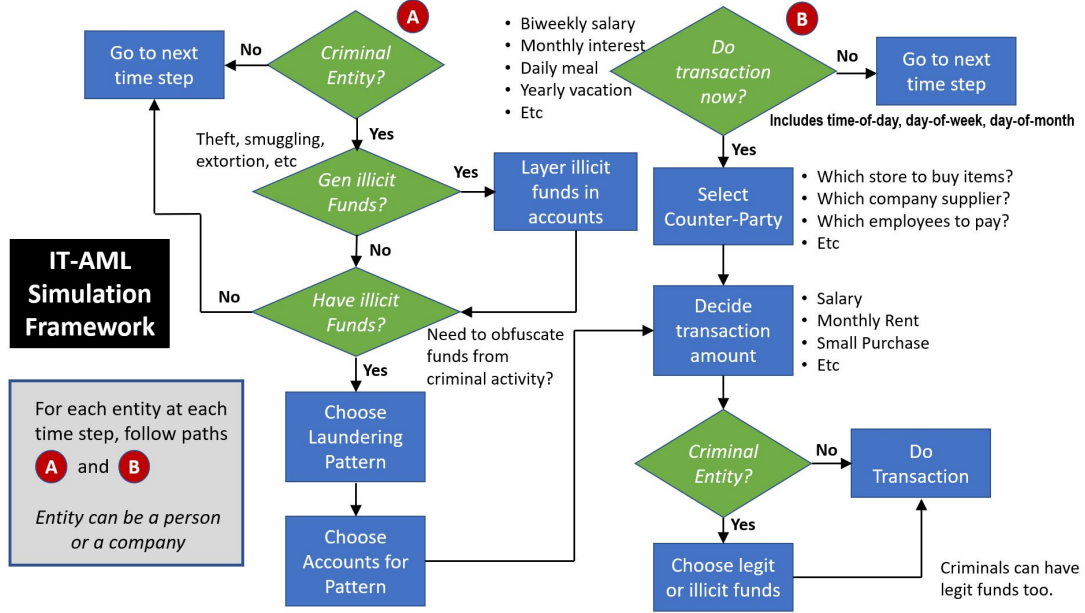 A
Criminal
Entity?
No
Go to next
time step
Yes
Theft, smuggling,
extortion, etc
Gen illicit
Funds?
Yes
Layer illicit
funds in
accounts
No
Have illicit
Funds?
No
Need to obfuscate
funds from
criminal activity?
Yes
Choose
Laundering
Pattern
Choose
Accounts for
Pattern
IT-AML
Simulation
Framework
For each entity at each
time step, follow paths
A and B
Entity can be a person
or a company
B
• Biweekly salary
• Monthly interest
• Daily meal
• Yearly vacation
• Etc
Do
transaction
now?
No
Go to next
time step
Includes time-of-day, day-of-week, day-of-month
Yes
Select
Counter-Party
• Which store to buy items?
• Which company supplier?
• Which employees to pay?
• Etc
Decide
transaction
amount
• Salary
• Monthly Rent
• Small Purchase
• Etc
Criminal
Entity?
No
Do
Transaction
Yes
Choose legit
or illicit funds
Criminals can have
legit funds too.